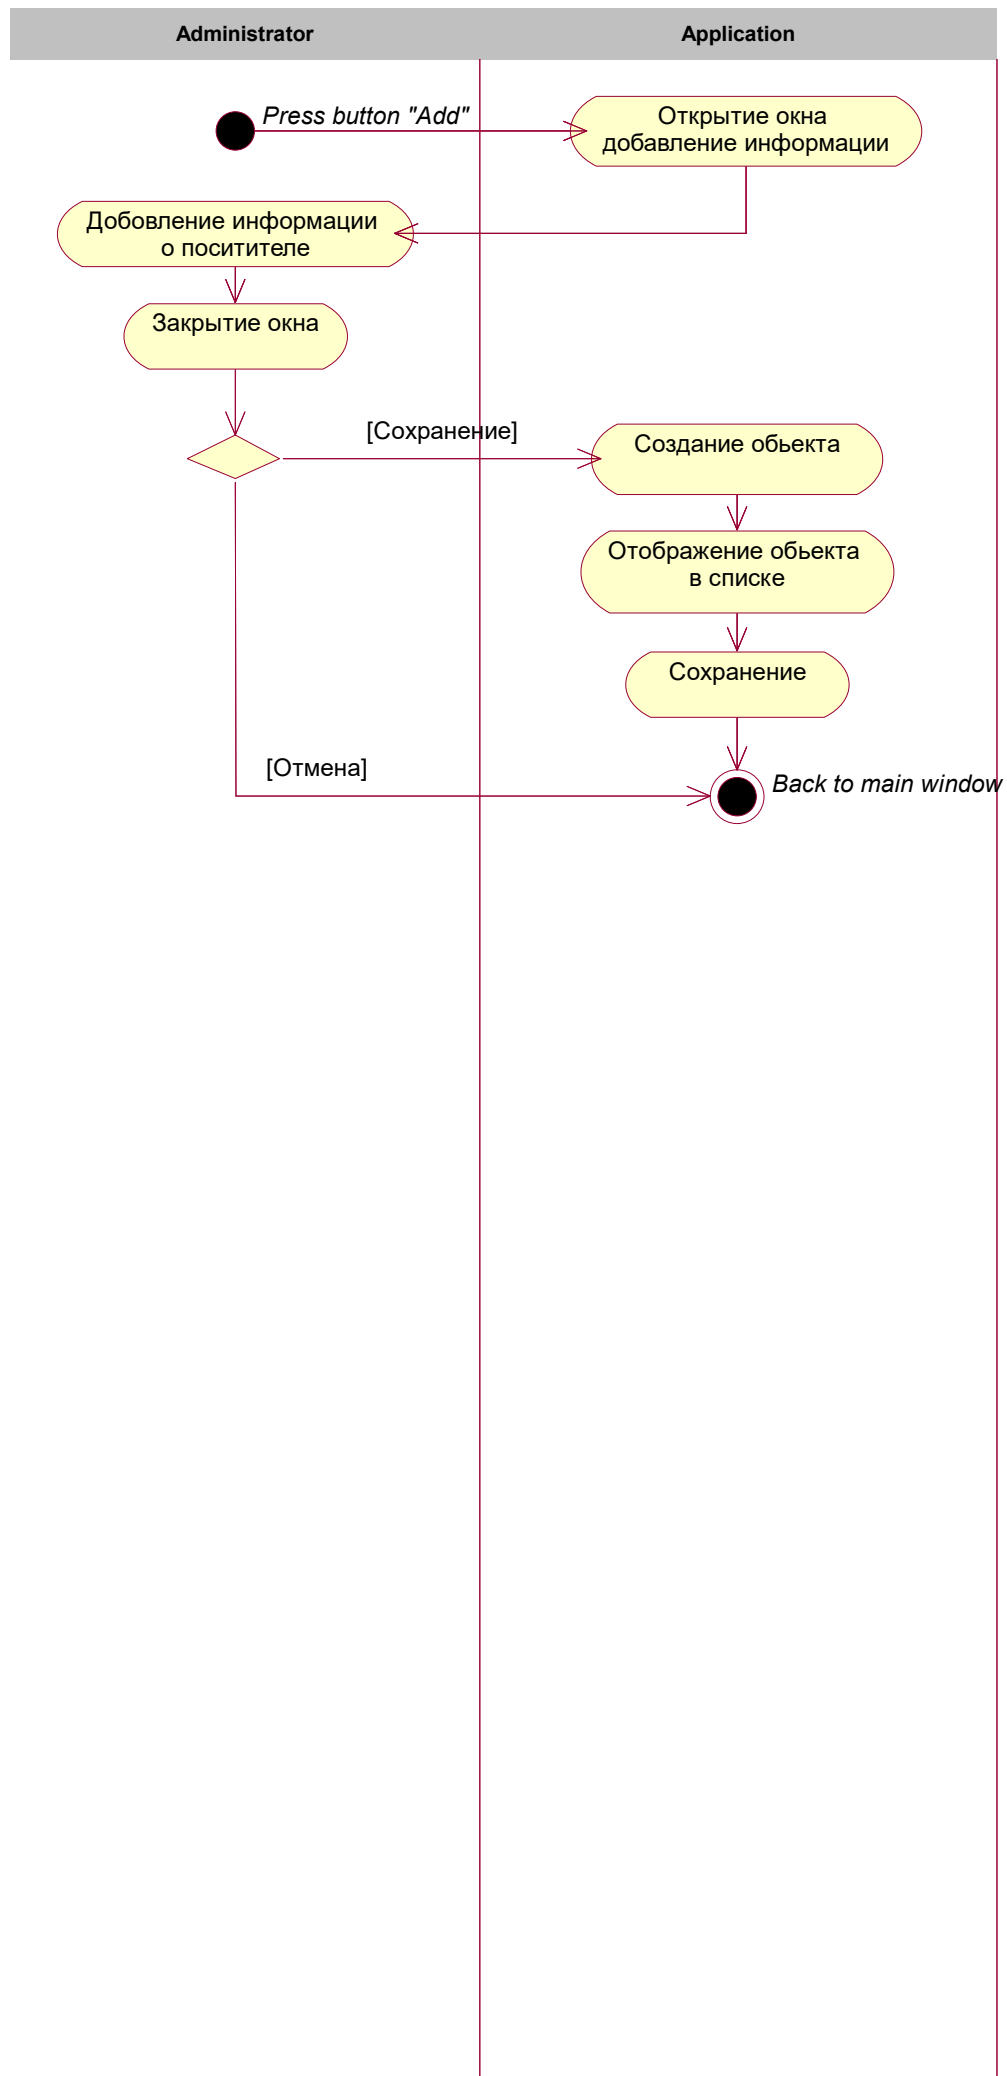 Administrator
Application
Press button "Add"
Открытие окна
добавление информации
Добовление информации
о поситителе
Закрытие окна
[Сохранение]
Создание обьекта
Отображение обьекта
в списке
Сохранение
[Отмена]
Back to main window